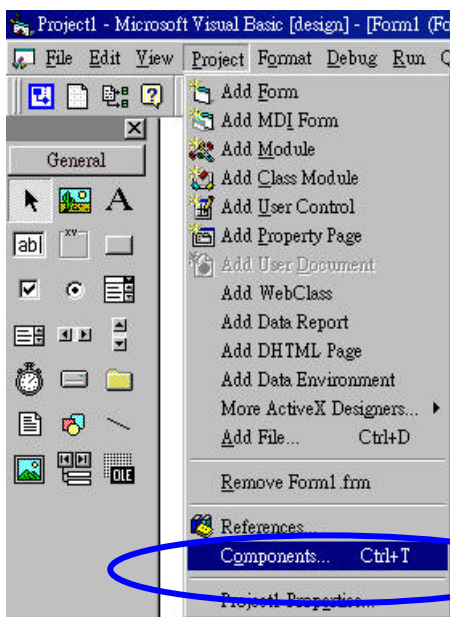 Project1 - Microsoft Visual Basic [design] - [Form1 (Fo
File Edit View Project Format Debug Run Q
General
A
ab|
XY
OLE
Add Form
Add MDI Form
Add Module
Add Class Module
Add User Control
Add Property Page
Add User Document
Add WebClass
Add Data Report
Add DHTML Page
Add Data Environment
More ActiveX Designers...
Add File... Ctrl+D
Remove Form1.frm
References...
Components... Ctrl+T
Project1 Properties...